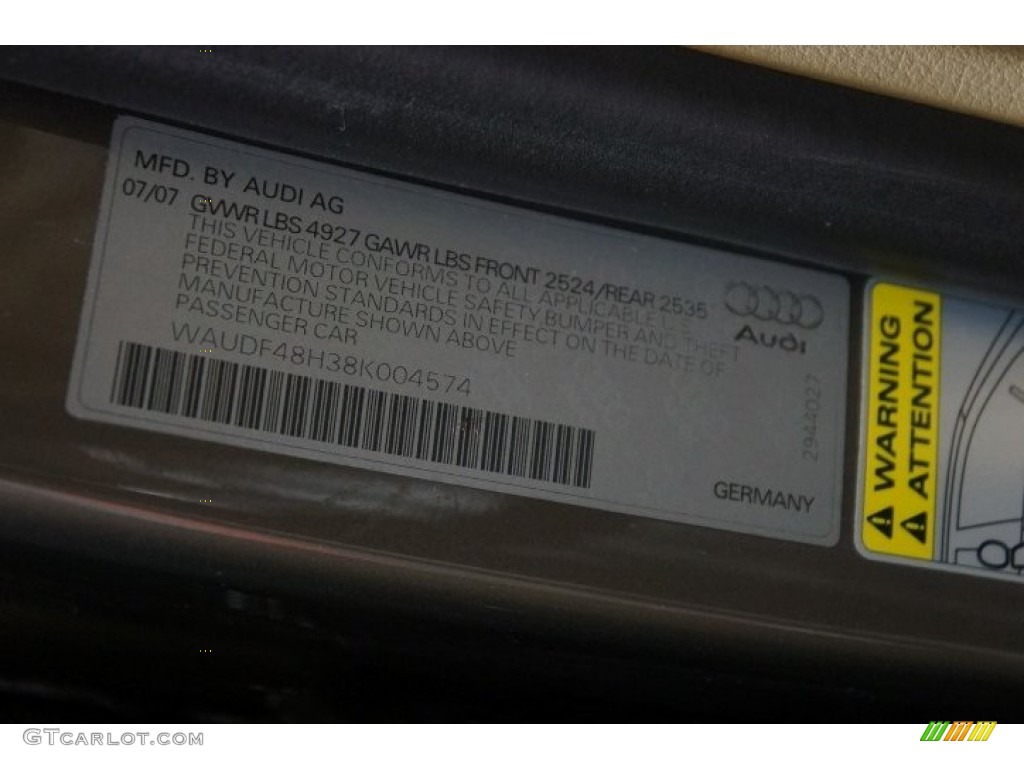 MFD. BY AUDI AG
07/07 GVWR LBS 4927 GAWR LBS FRONT 2524/REAR 2535
THIS VEHICLE CONFORMS TO ALL APPLICABLE U.S.
FEDERAL MOTOR VEHICLE SAFETY BUMPER AND THEFT
PREVENTION STANDARDS IN EFFECT ON THE DATE OF
MANUFACTURE SHOWN ABOVE
PASSENGER CAR
WAUDF48H38K004574
Audi
2944027
GERMANY
WARNING
ATTENTION
GTCARLOT.COM